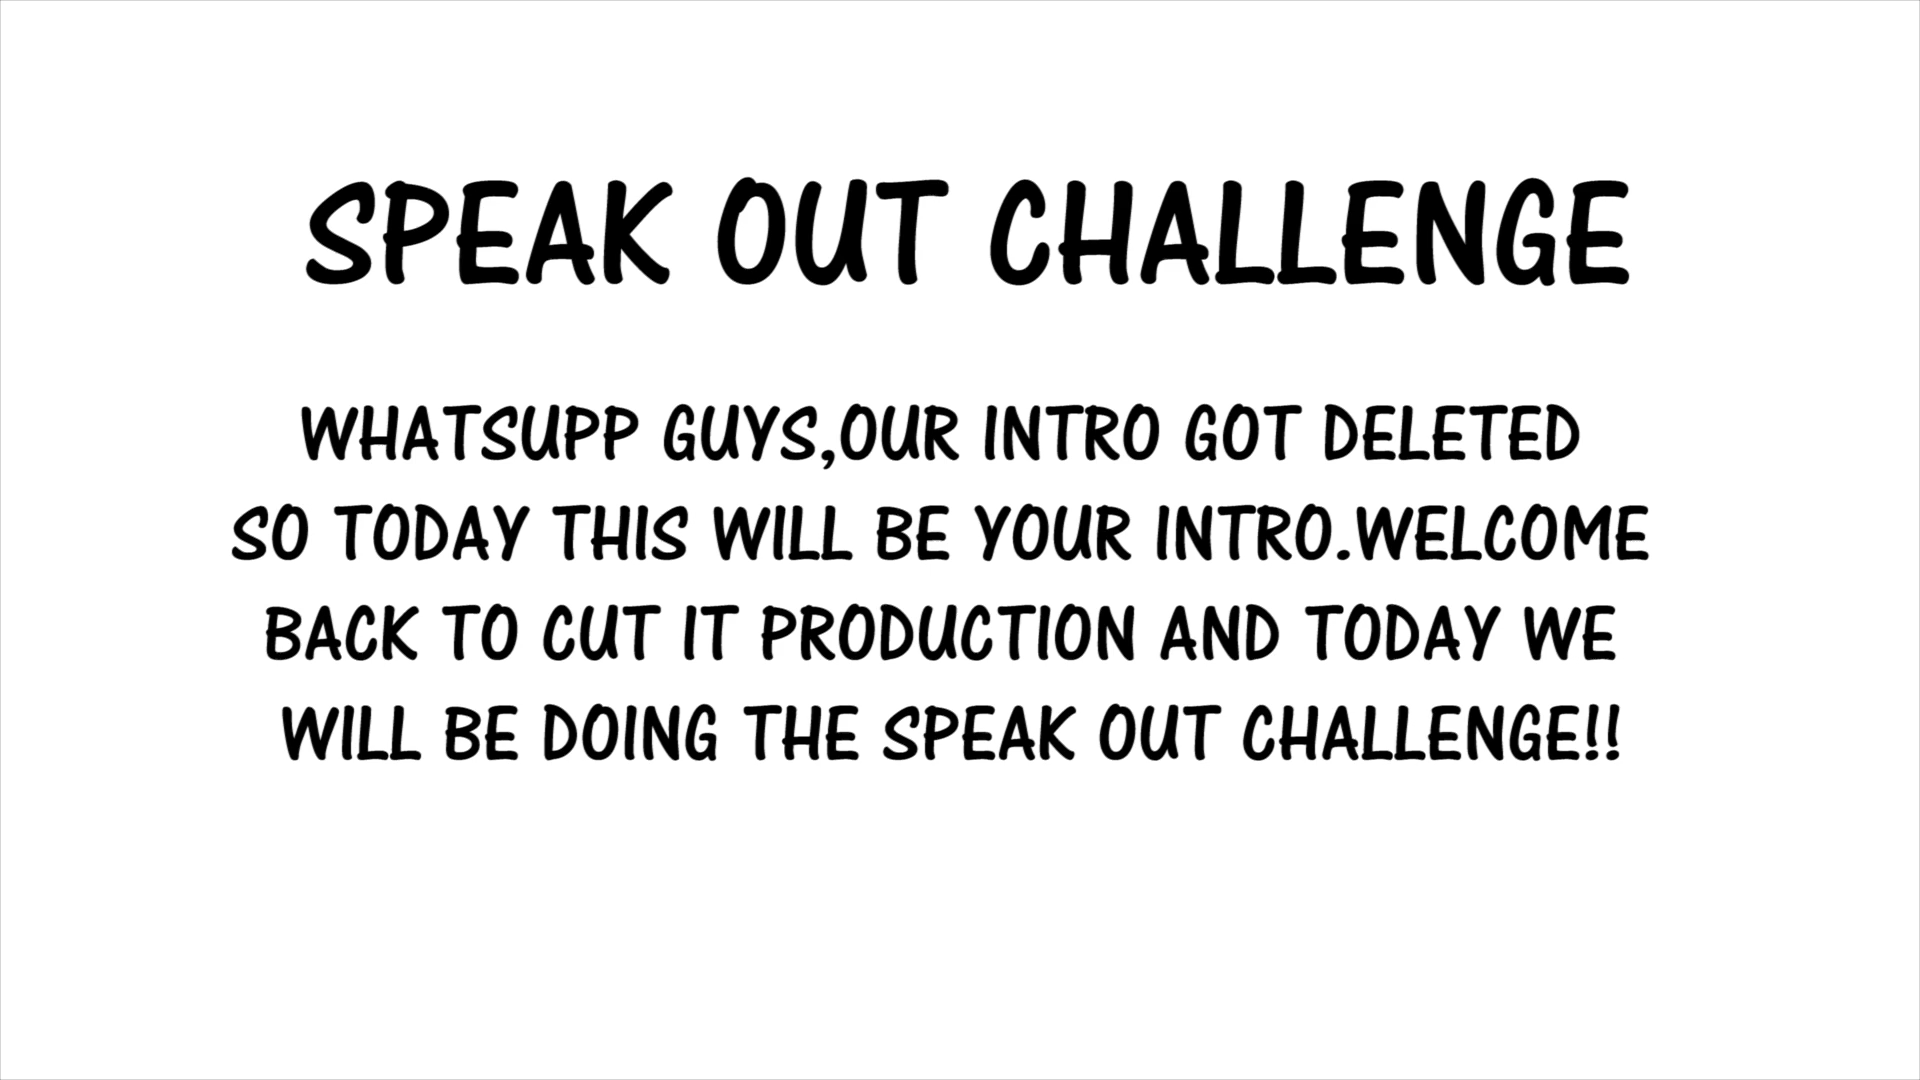 SPEAK OUT CHALLENGE
WHATSUPP GUYS,OUR INTRO GOT DELETED
SO TODAY THIS WILL BE YOUR INTRO.WELCOME
BACK TO CUT IT PRODUCTION AND TODAY WE
WILL BE DOING THE SPEAK OUT CHALLENGE!!